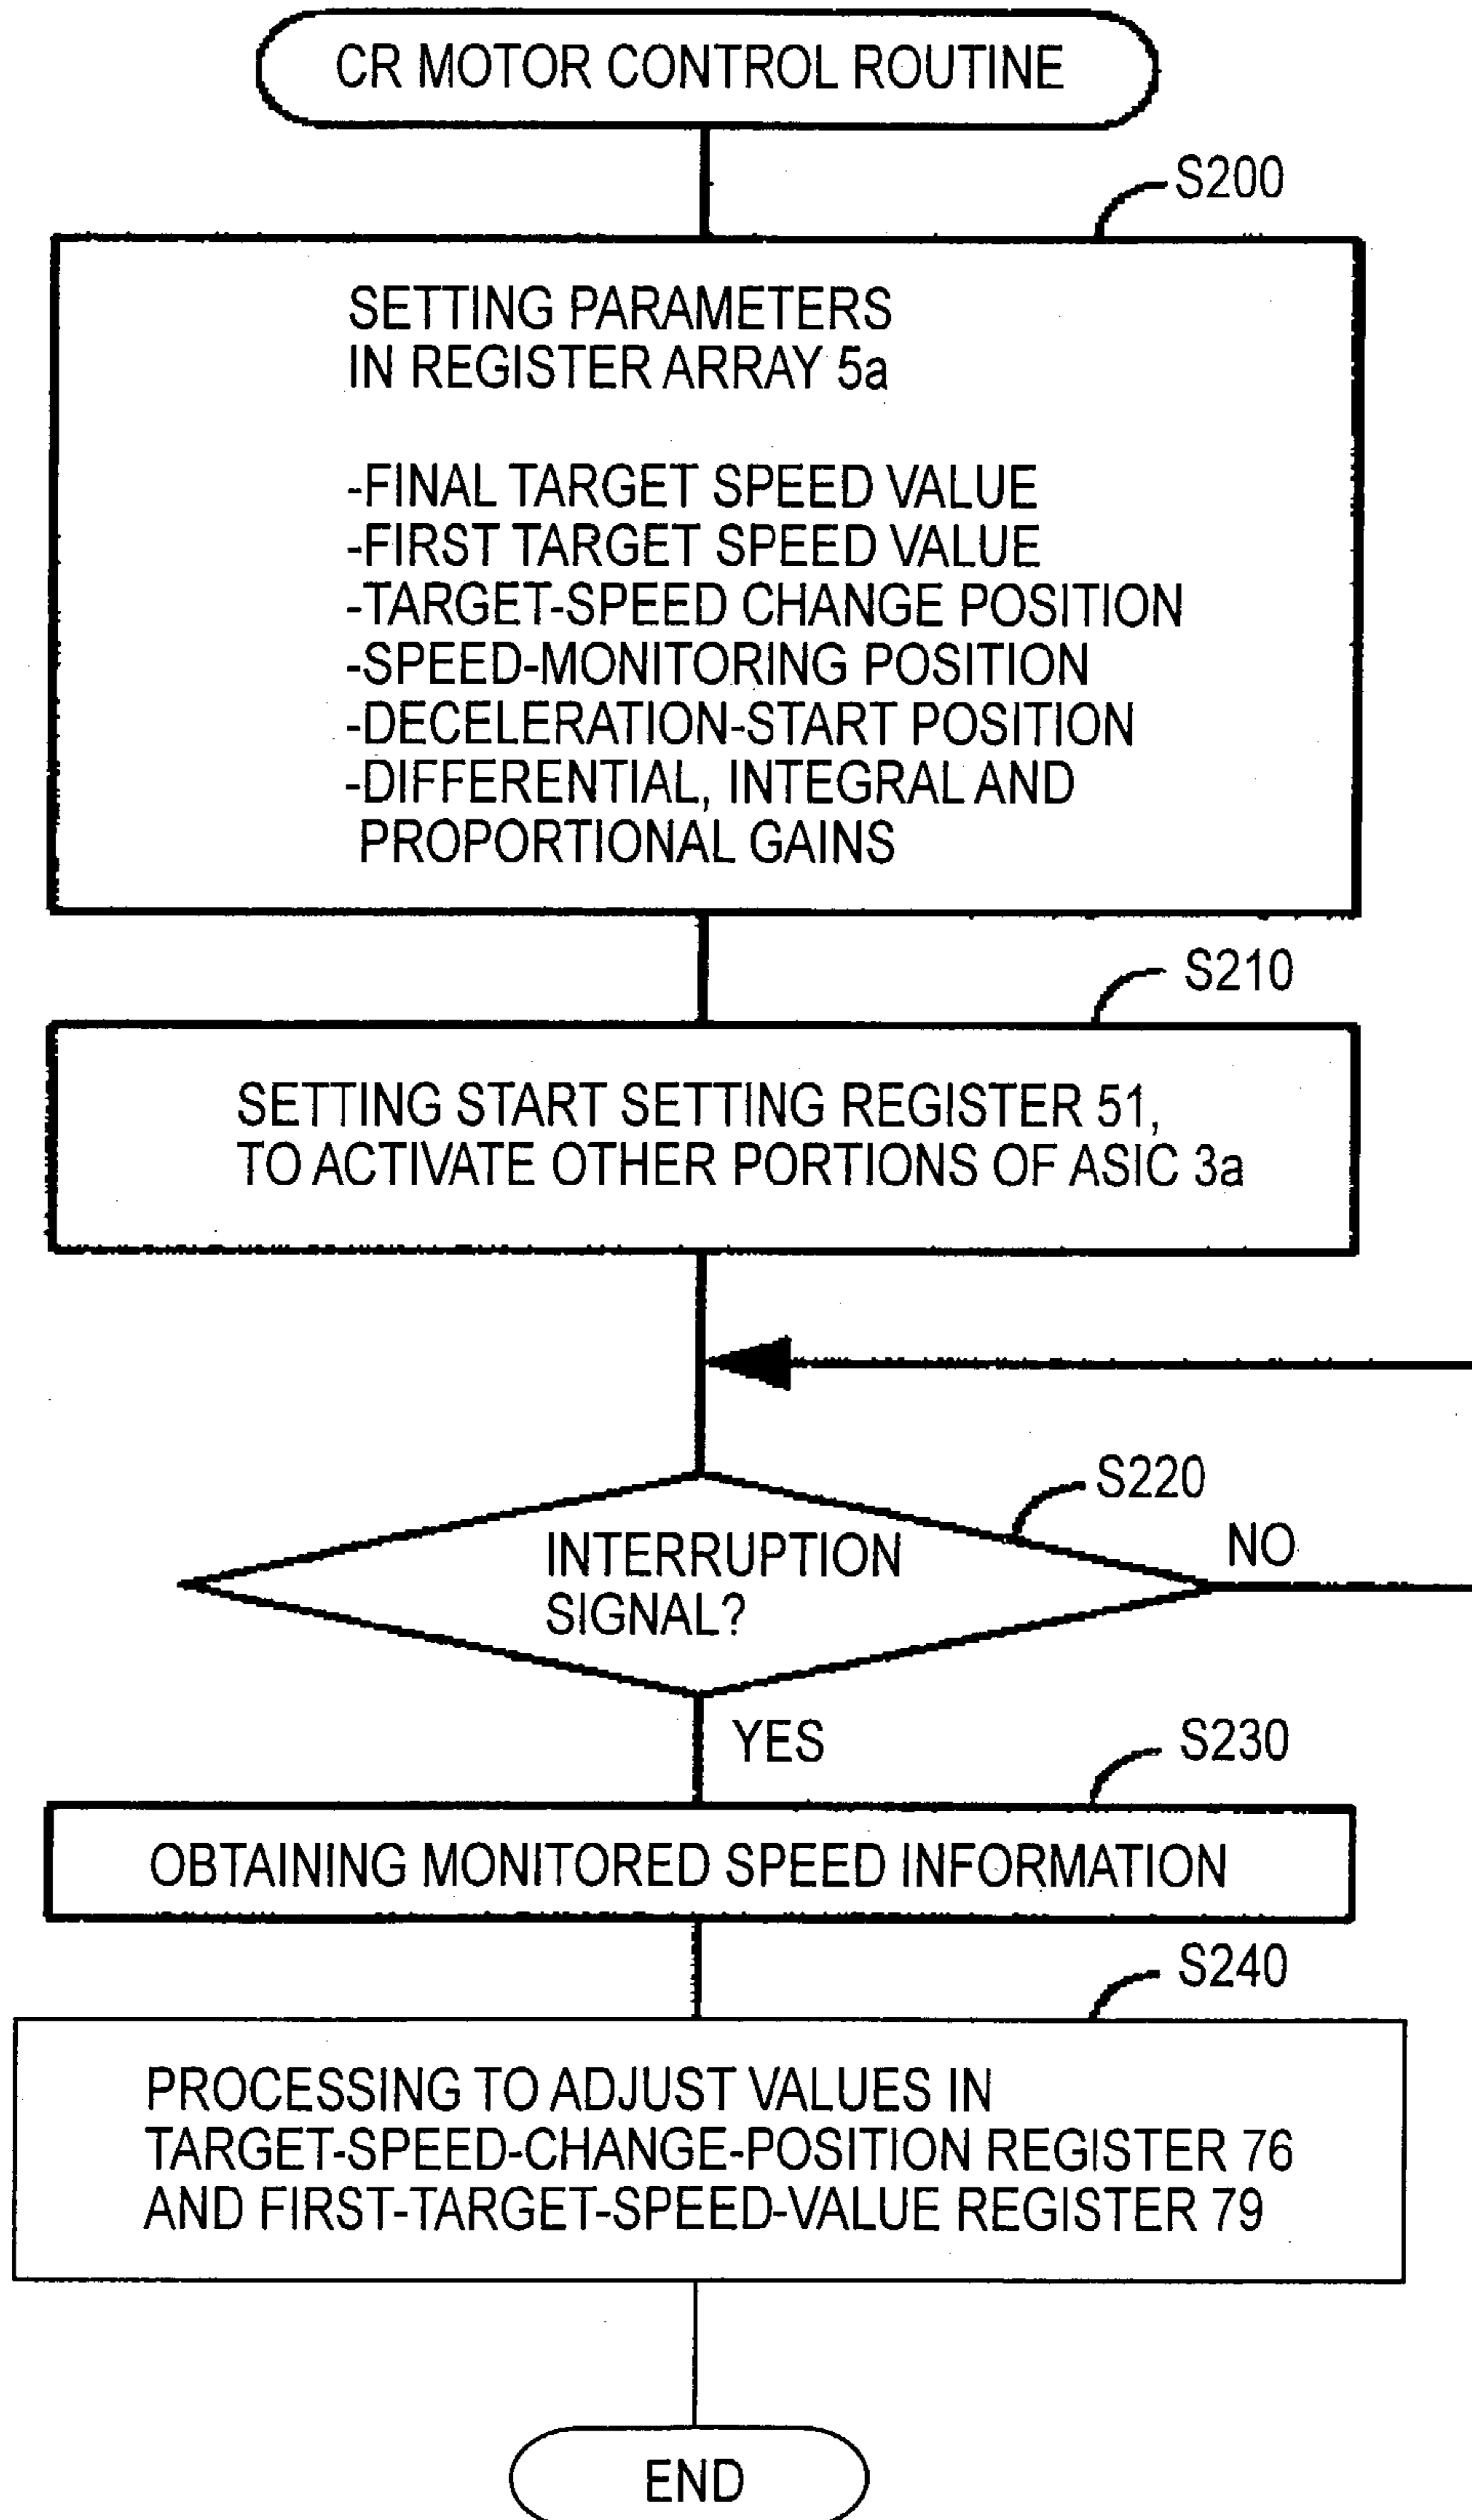 CR MOTOR CONTROL ROUTINE
S200
SETTING PARAMETERS
IN REGISTER ARRAY 5a
-FINAL TARGET SPEED VALUE
-FIRST TARGET SPEED VALUE
-TARGET-SPEED CHANGE POSITION
-SPEED-MONITORING POSITION
-DECELERATION-START POSITION
-DIFFERENTIAL, INTEGRAL AND
PROPORTIONAL GAINS
S210
SETTING START SETTING REGISTER 51,
TO ACTIVATE OTHER PORTIONS OF ASIC 3a
S220
INTERRUPTION
SIGNAL?
NO
YES
S230
OBTAINING MONITORED SPEED INFORMATION
S240
PROCESSING TO ADJUST VALUES IN
TARGET-SPEED-CHANGE-POSITION REGISTER 76
AND FIRST-TARGET-SPEED-VALUE REGISTER 79
END